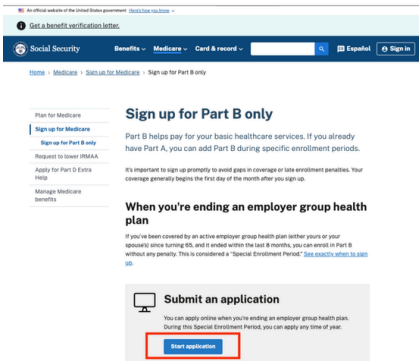 An official website of the United States government Here's how you know
Get a benefit verification letter.
Social Security Benefits Medicare Card & record Español Sign in
Home › Medicare › Sign up for Medicare › Sign up for Part B only
Plan for Medicare
Sign up for Medicare
Sign up for Part B only
Request to lower IRMAA
Apply for Part D Extra
Help
Manage Medicare
benefits
Sign up for Part B only
Part B helps pay for your basic healthcare services. If you already
have Part A, you can add Part B during specific enrollment periods.
It's important to sign up promptly to avoid gaps in coverage or late enrollment penalties. Your
coverage generally begins the first day of the month after you sign up.
When you're ending an employer group health
plan
If you've been covered by an active employer group health plan (either yours or your
spouse's) since turning 65, and it ended within the last 8 months, you can enroll in Part B
without any penalty. This is considered a "Special Enrollment Period." See exactly when to sign
up.
Submit an application
You can apply online when you're ending an employer group health plan.
During this Special Enrollment Period, you can apply any time of year.
Start application